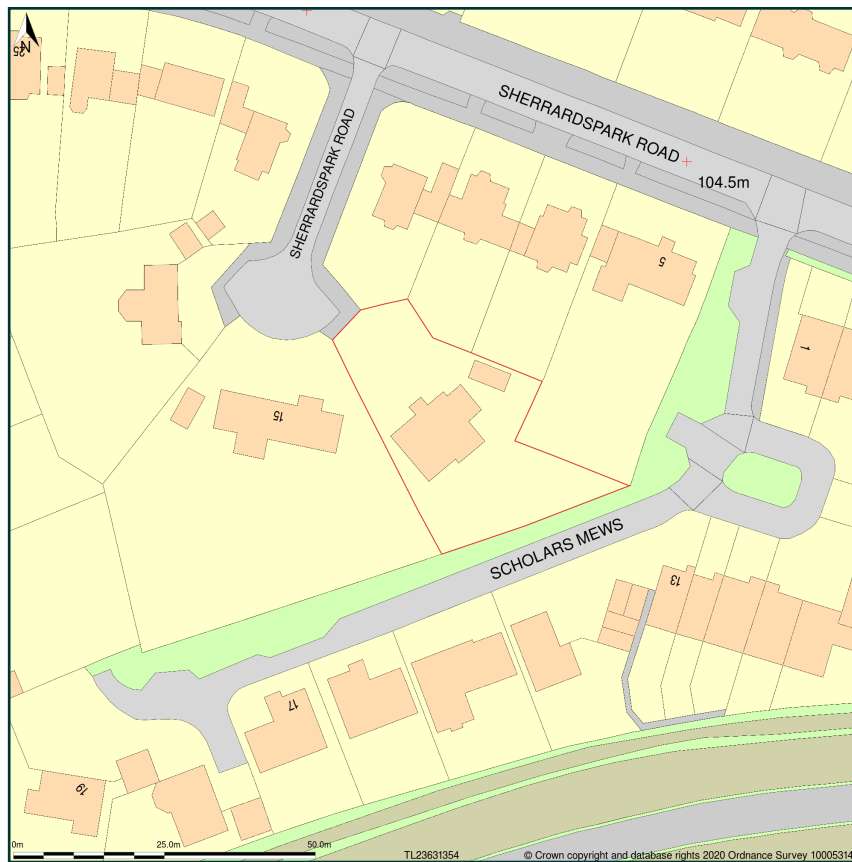 N
25
SHERRARDSPARK ROAD
SHERRARDSPARK ROAD
104.5m
5
1
15
SCHOLARS MEWS
13
17
19
0m
25.0m
50.0m
TL23631354
© Crown copyright and database rights 2020 Ordnance Survey 10005314